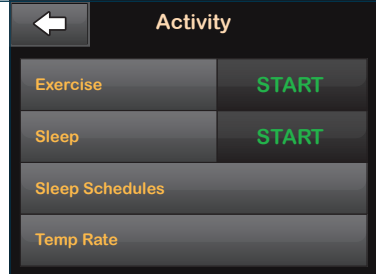 Activity
Exercise START
Sleep START
Sleep Schedules
Temp Rate